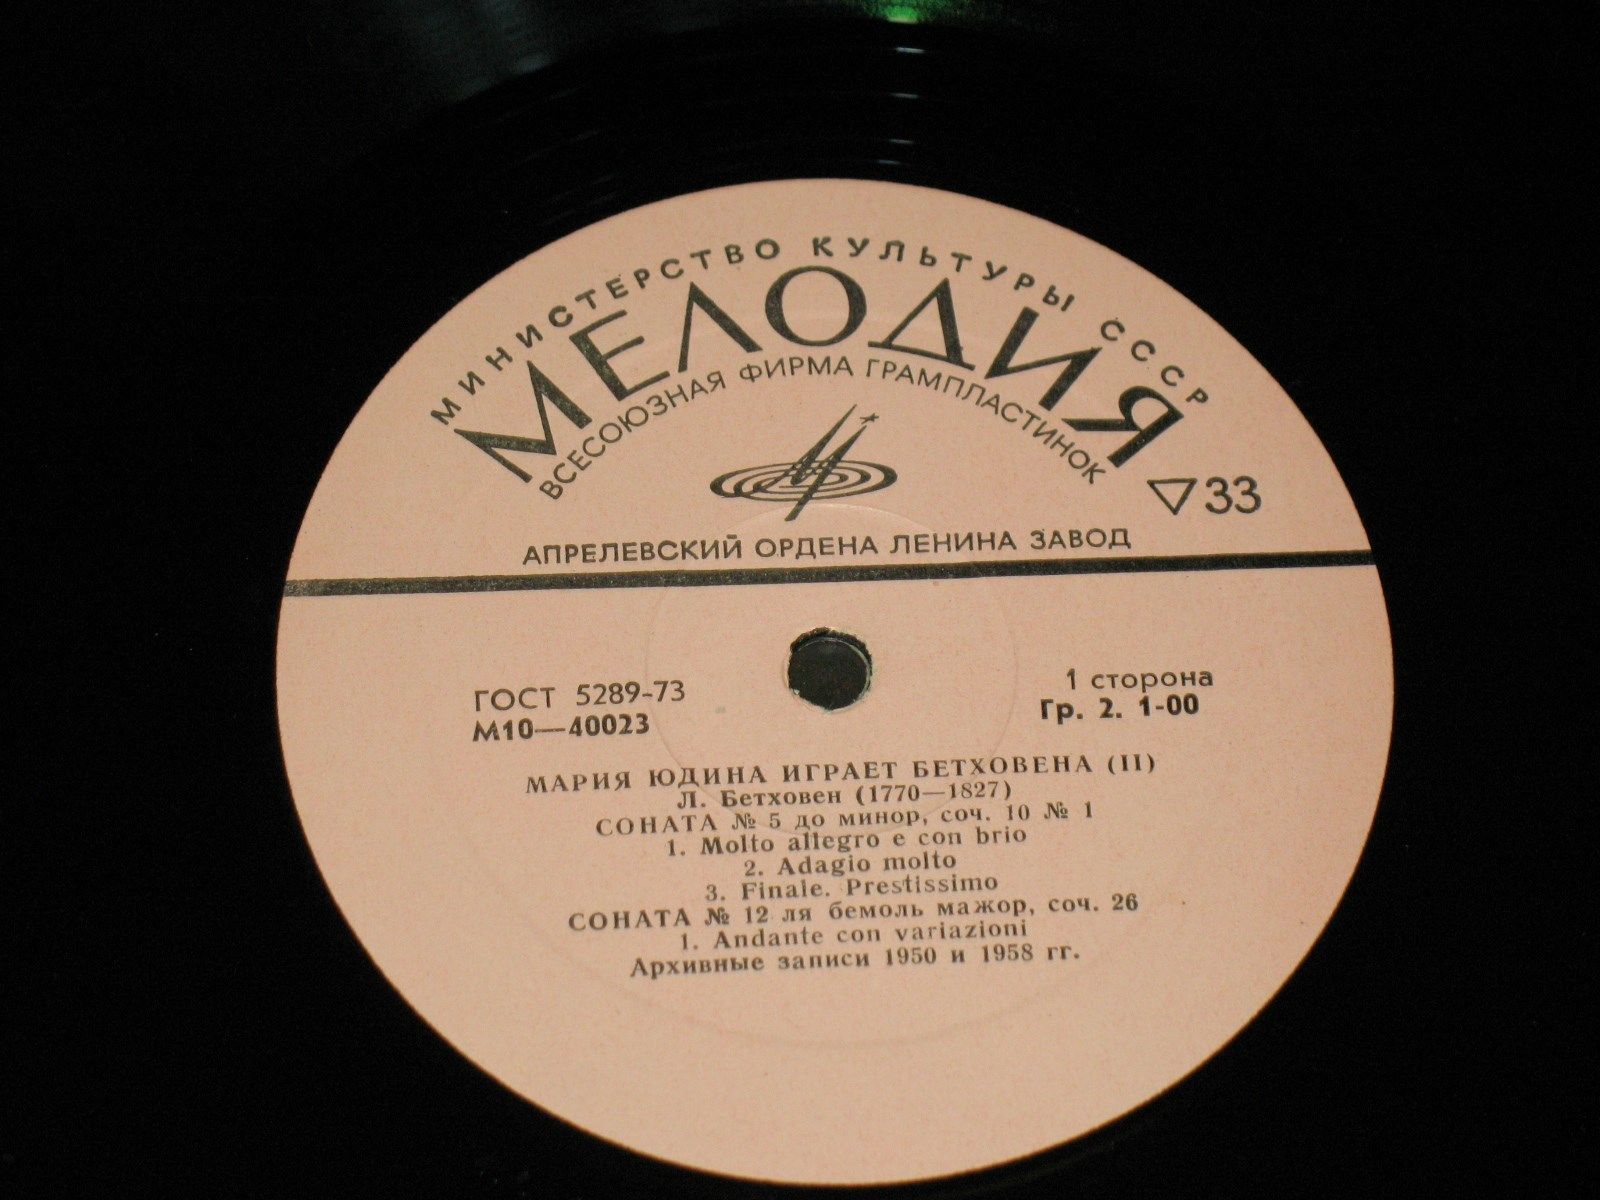 МИНИСТЕРСТВО КУЛЬТУРЫ СССР
МЕЛОДИЯ
ВСЕСОЮЗНАЯ ФИРМА ГРАМПЛАСТИНОК
33
АПРЕЛЕВСКИЙ ОРДЕНА ЛЕНИНА ЗАВОД
ГОСТ 5289-73
М10—40023
1 сторона
Гр. 2. 1-00
МАРИЯ ЮДИНА ИГРАЕТ БЕТХОВЕНА (II)
Л. Бетховен (1770—1827)
СОНАТА № 5 до минор, соч. 10 № 1
1. Molto allegro e con brio
2. Adagio molto
3. Finale. Prestissimo
СОНАТА № 12 ля бемоль мажор, соч. 26
1. Andante con variazioni
Архивные записи 1950 и 1958 гг.